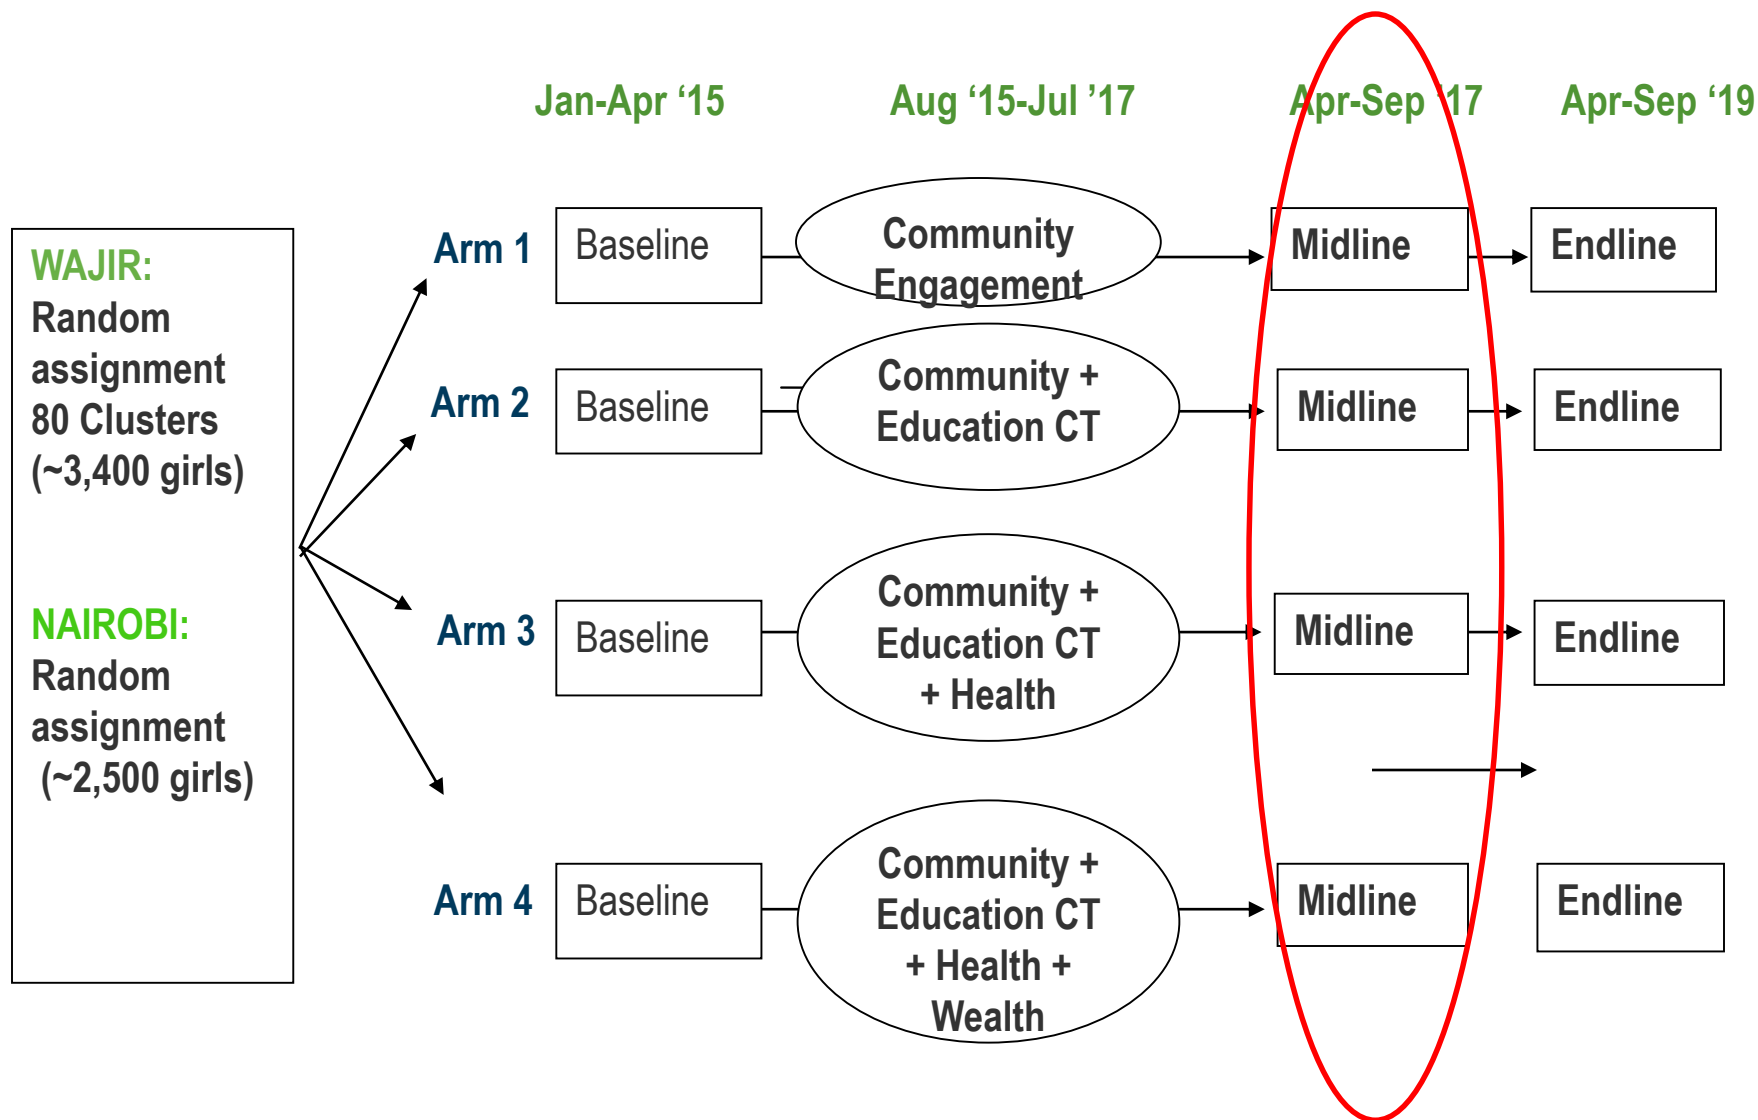 Jan-Apr ‘15
Aug ‘15-Jul ’17
Apr-Sep ‘17
Apr-Sep ‘19
WAJIR:
Random
assignment
80 Clusters
(~3,400 girls)
NAIROBI:
Random
assignment
(~2,500 girls)
Arm 1
Baseline
Community
Engagement
Midline
Endline
Arm 2
Baseline
Community +
Education CT
Midline
Endline
Arm 3
Baseline
Community +
Education CT
+ Health
Midline
Endline
Arm 4
Baseline
Community +
Education CT
+ Health +
Wealth
Midline
Endline